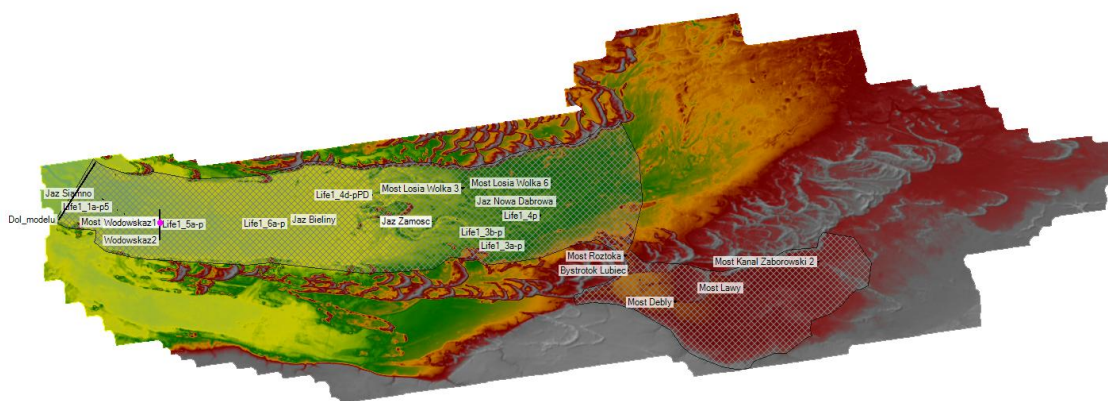 Most Losia Wolka 6
Most Losia Wolka 3
Jaz Siamno
Life1_4d-pPD
Jaz Nowa Dabrowa
Life1_1a-p5
Life1_4p
Dol_modelu
Most Wodowskaz1
Life1_5a-p
Life1_6a-p
Jaz Bieliny
Jaz Zamosc
Life1_3b-p
Wodowskaz2
Life1_3a-p
Most Roztoka
Most Kanal Zaborowski 2
Bystrotok Lubiec
Most Lawy
Most Debly